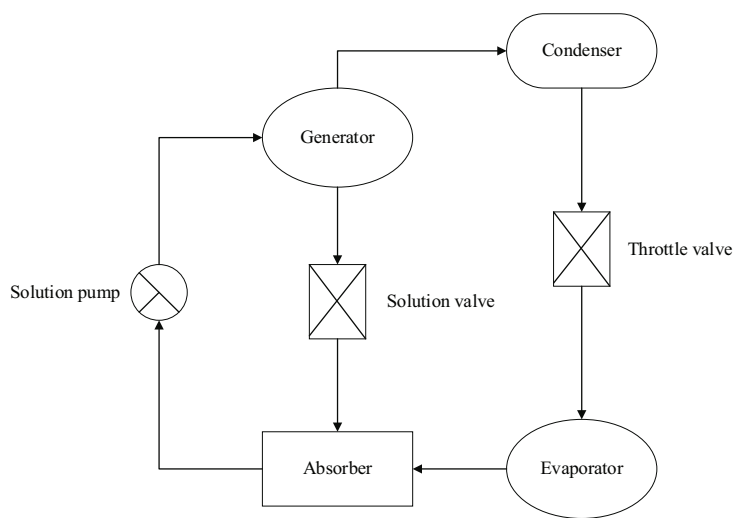 Condenser
Generator
Throttle valve
Solution pump
Solution valve
Absorber
Evaporator